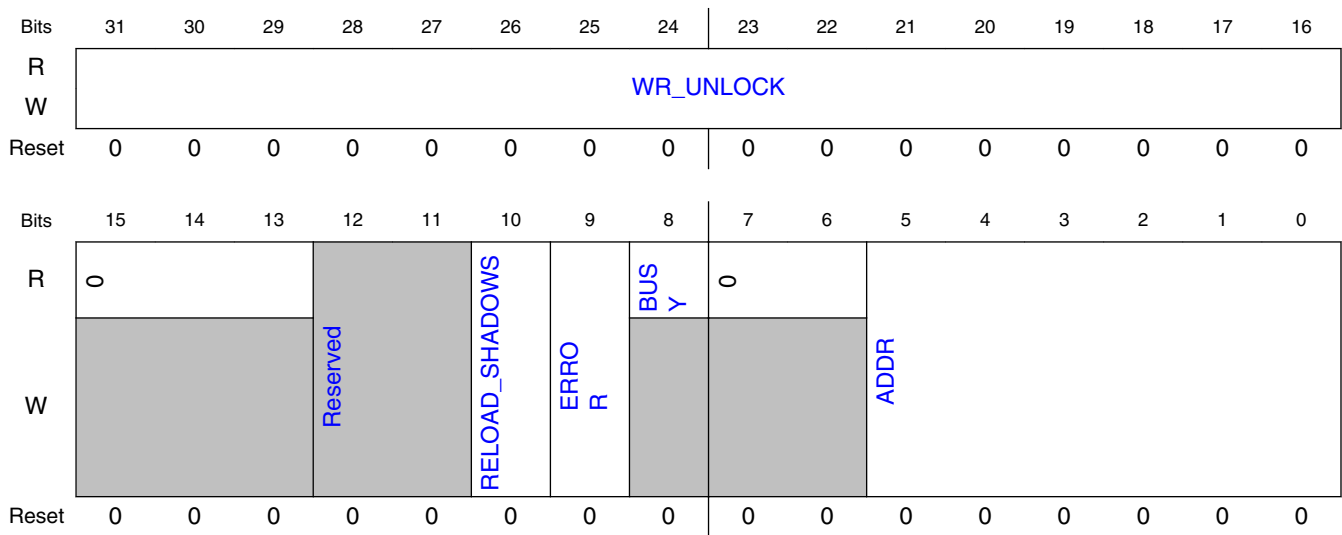 Bits 31 30 29 28 27 26 25 24 23 22 21 20 19 18 17 16
R
WR_UNLOCK
W
Reset 0 0 0 0 0 0 0 0 0 0 0 0 0 0 0 0
Bits 15 14 13 12 11 10 9 8 7 6 5 4 3 2 1 0
R 0 Reserved RELOAD_SHADOWS ERRO
R BUS
Y 0 ADDR
W
Reset 0 0 0 0 0 0 0 0 0 0 0 0 0 0 0 0